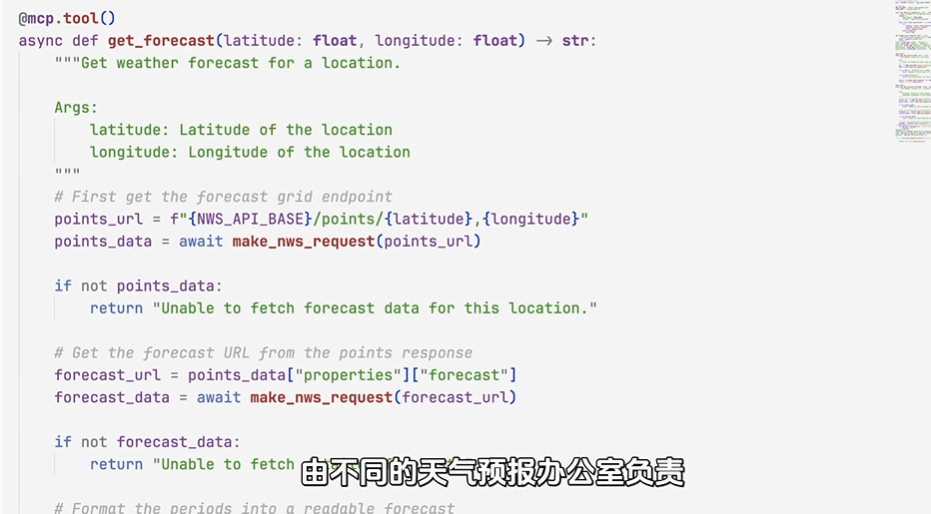 @mcp.tool()
async def get_forecast(latitude: float, longitude: float) -> str:
"""Get weather forecast for a location.
Args:
latitude: Latitude of the location
longitude: Longitude of the location
"""
# First get the forecast grid endpoint
points_url = f"{NWS_API_BASE}/points/{latitude},{longitude}"
points_data = await make_nws_request(points_url)
if not points_data:
return "Unable to fetch forecast data for this location."
# Get the forecast URL from the points response
forecast_url = points_data["properties"]["forecast"]
forecast_data = await make_nws_request(forecast_url)
if not forecast_data:
return "Unable to fetch
由不同的天气预报办公室负责
# Format the periods into a readable forecast